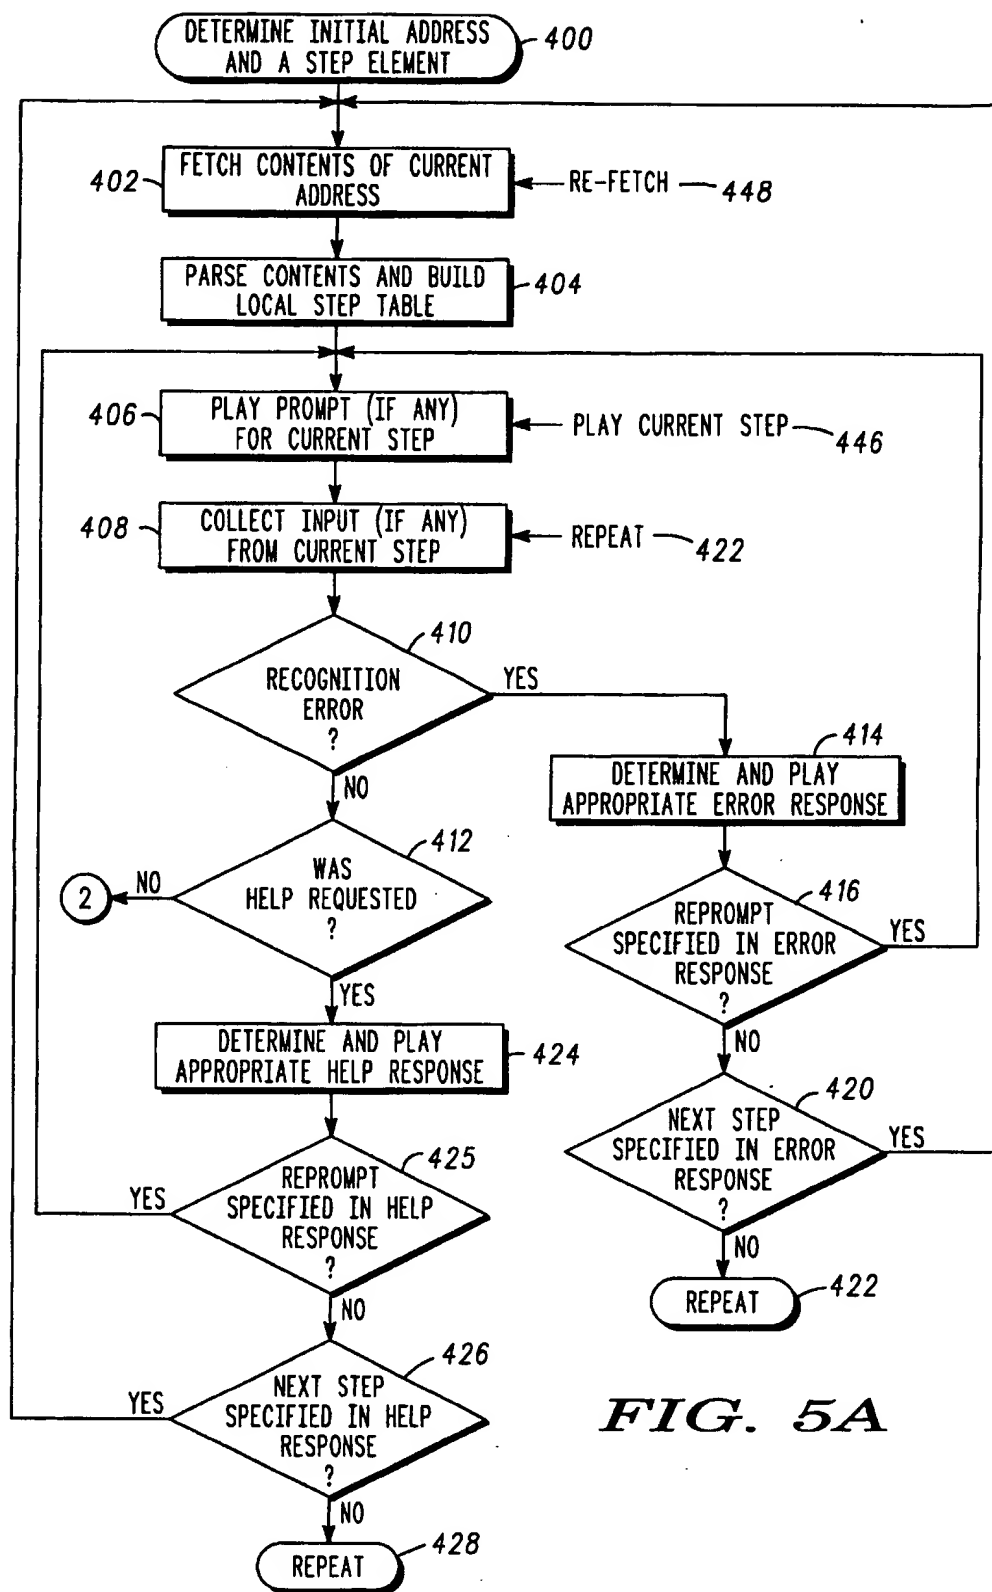 DETERMINE INITIAL ADDRESS
AND A STEP ELEMENT
400
402
FETCH CONTENTS OF CURRENT
ADDRESS
RE-FETCH
448
PARSE CONTENTS AND BUILD
LOCAL STEP TABLE
404
406
PLAY PROMPT (IF ANY)
FOR CURRENT STEP
PLAY CURRENT STEP
446
408
COLLECT INPUT (IF ANY)
FROM CURRENT STEP
REPEAT
422
410
RECOGNITION
ERROR
?
YES
NO
414
DETERMINE AND PLAY
APPROPRIATE ERROR RESPONSE
412
WAS
HELP REQUESTED
?
NO
2
YES
416
REPROMPT
SPECIFIED IN ERROR
RESPONSE
?
YES
NO
DETERMINE AND PLAY
APPROPRIATE HELP RESPONSE
424
420
NEXT STEP
SPECIFIED IN ERROR
RESPONSE
?
YES
NO
425
REPROMPT
SPECIFIED IN HELP
RESPONSE
?
YES
NO
REPEAT
422
426
NEXT STEP
SPECIFIED IN HELP
RESPONSE
?
YES
NO
FIG. 5A
REPEAT
428